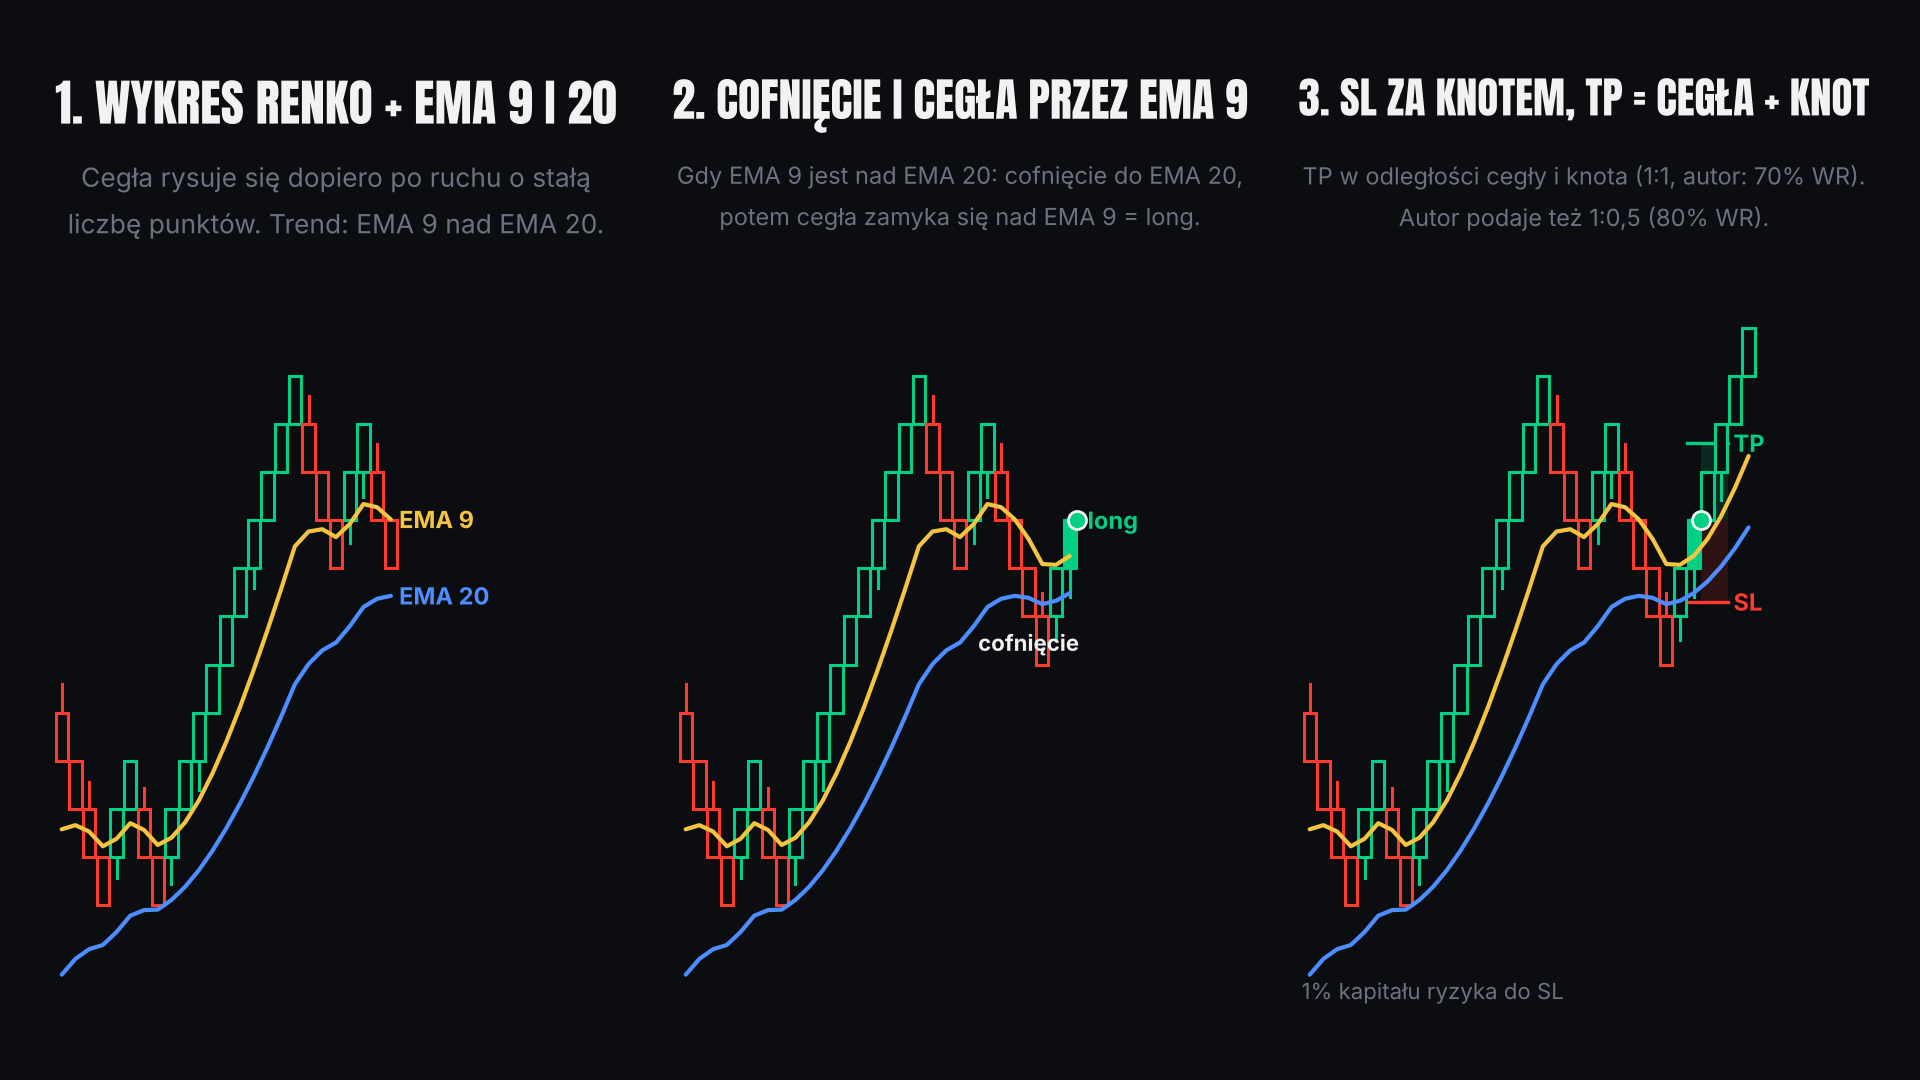 1. WYKRES RENKO + EMA 9 I 20
Cegła rysuje się dopiero po ruchu o stałą
liczbę punktów. Trend: EMA 9 nad EMA 20.
EMA 9
EMA 20
2. COFNIĘCIE I CEGŁA PRZEZ EMA 9
Gdy EMA 9 jest nad EMA 20: cofnięcie do EMA 20,
potem cegła zamyka się nad EMA 9 = long.
long
cofnięcie
3. SL ZA KNOTEM, TP = CEGŁA + KNOT
TP w odległości cegły i knota (1:1, autor: 70% WR).
Autor podaje też 1:0,5 (80% WR).
TP
SL
1% kapitału ryzyka do SL